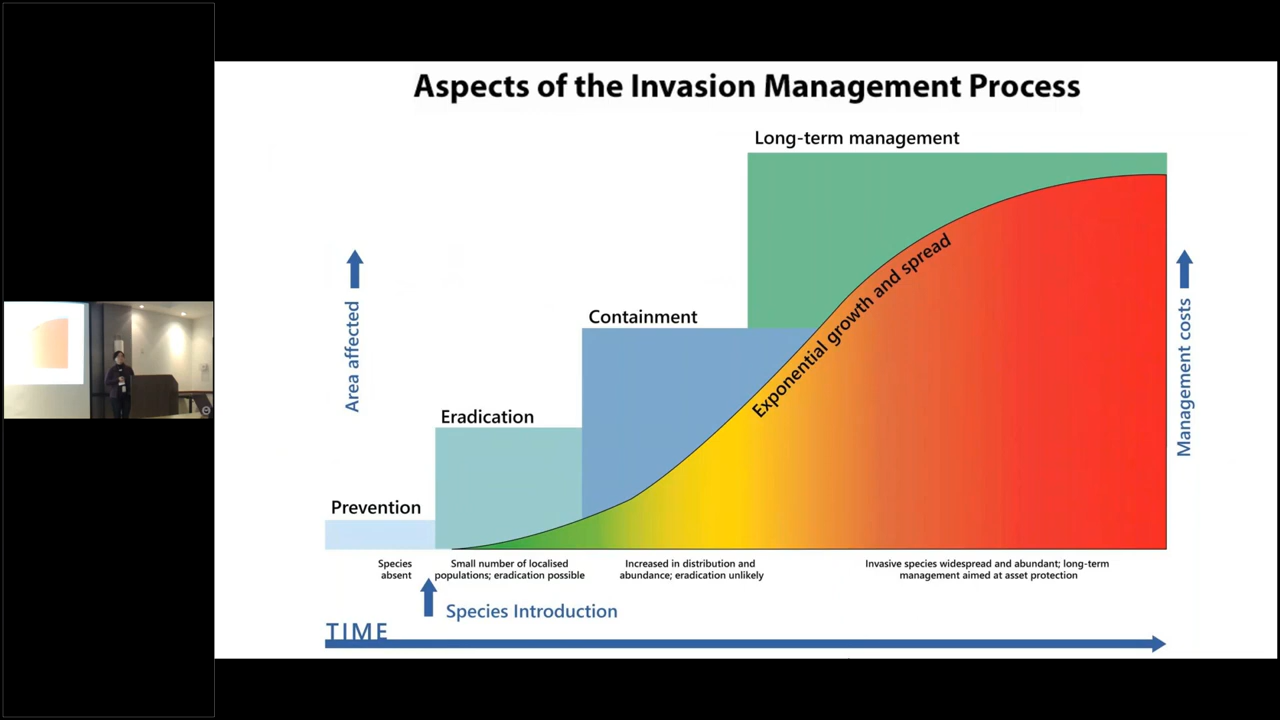 Aspects of the Invasion Management Process
Long-term management
Containment
Eradication
Prevention
Area affected
Exponential growth and spread
Management costs
Species
absent
Small number of localised
populations; eradication possible
Increased in distribution and
abundance; eradication unlikely
Invasive species widespread and abundant; long-term
management aimed at asset protection
Species Introduction
TIME